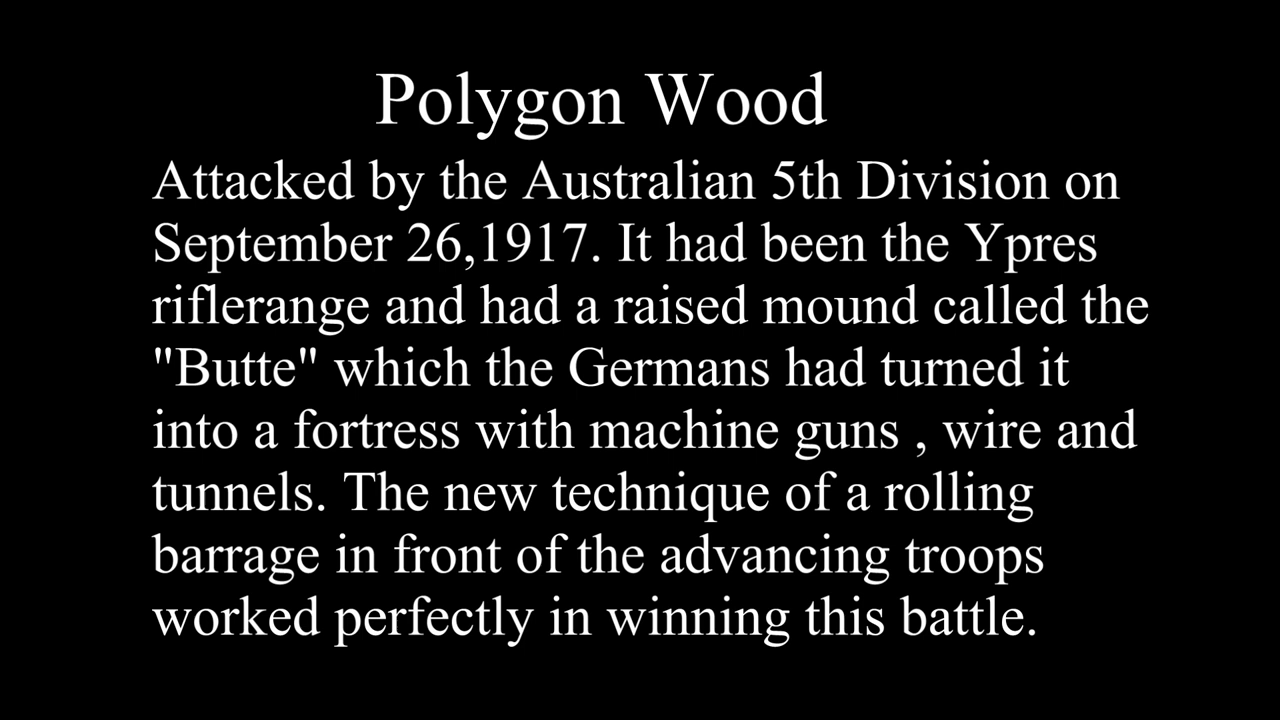 Polygon Wood
Attacked by the Australian 5th Division on
September 26,1917. It had been the Ypres
riflerange and had a raised mound called the
"Butte" which the Germans had turned it
into a fortress with machine guns , wire and
tunnels. The new technique of a rolling
barrage in front of the advancing troops
worked perfectly in winning this battle.